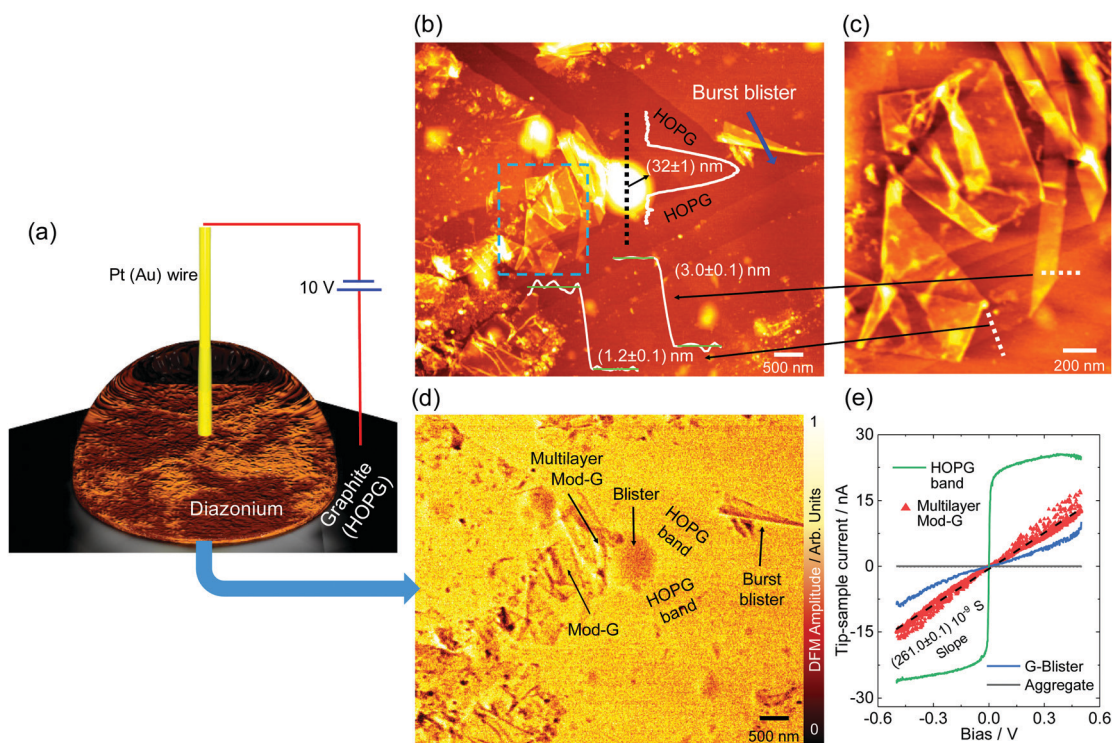 (a)
Pt (Au) wire
10 V
Diazonium
Graphite
(HOPG)
(b)
Burst blister
HOPG
(32±1) nm
HOPG
(3.0±0.1) nm
(1.2±0.1) nm
500 nm
(c)
200 nm
(d)
Multilayer
Mod-G
Blister
HOPG
band
HOPG
band
Mod-G
Burst
blister
500 nm
1
DFM Amplitude / Arb. Units
0
(e)
30
15
0
-15
-30
Tip-sample current / nA
HOPG
band
Multilayer
Mod-G
(261.0±0.1) 10-9 S
Slope
G-Blister
Aggregate
-0.6
-0.3
0.0
0.3
0.6
Bias / V